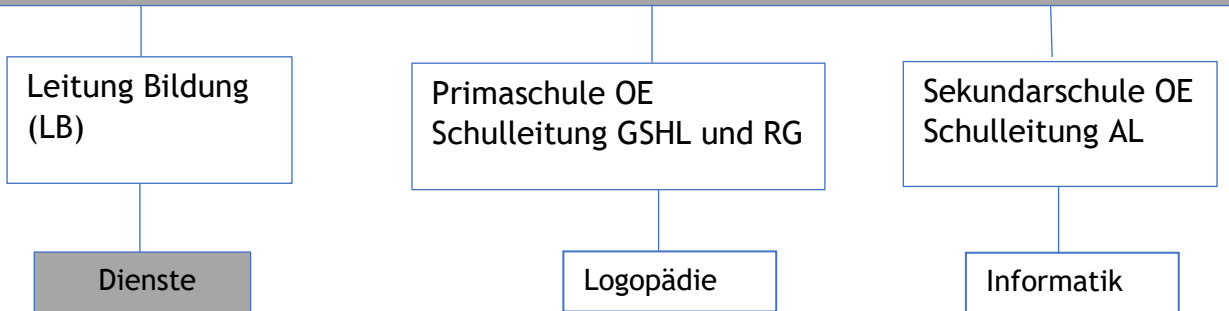 Leitung Bildung
(LB)
Primaschule OE
Schulleitung GSHL und RG
Sekundarschule OE
Schulleitung AL
Dienste
Logopädie
Informatik